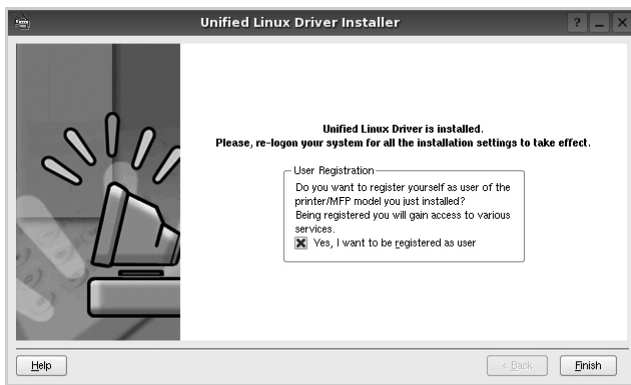 Unified Linux Driver Installer
Unified Linux Driver is installed.
Please, re-logon your system for all the installation settings to take effect.
User Registration
Do you want to register yourself as user of the
printer/MFP model you just installed?
Being registered you will gain access to various
services.
Yes, I want to be registered as user
Help
< Back
Finish